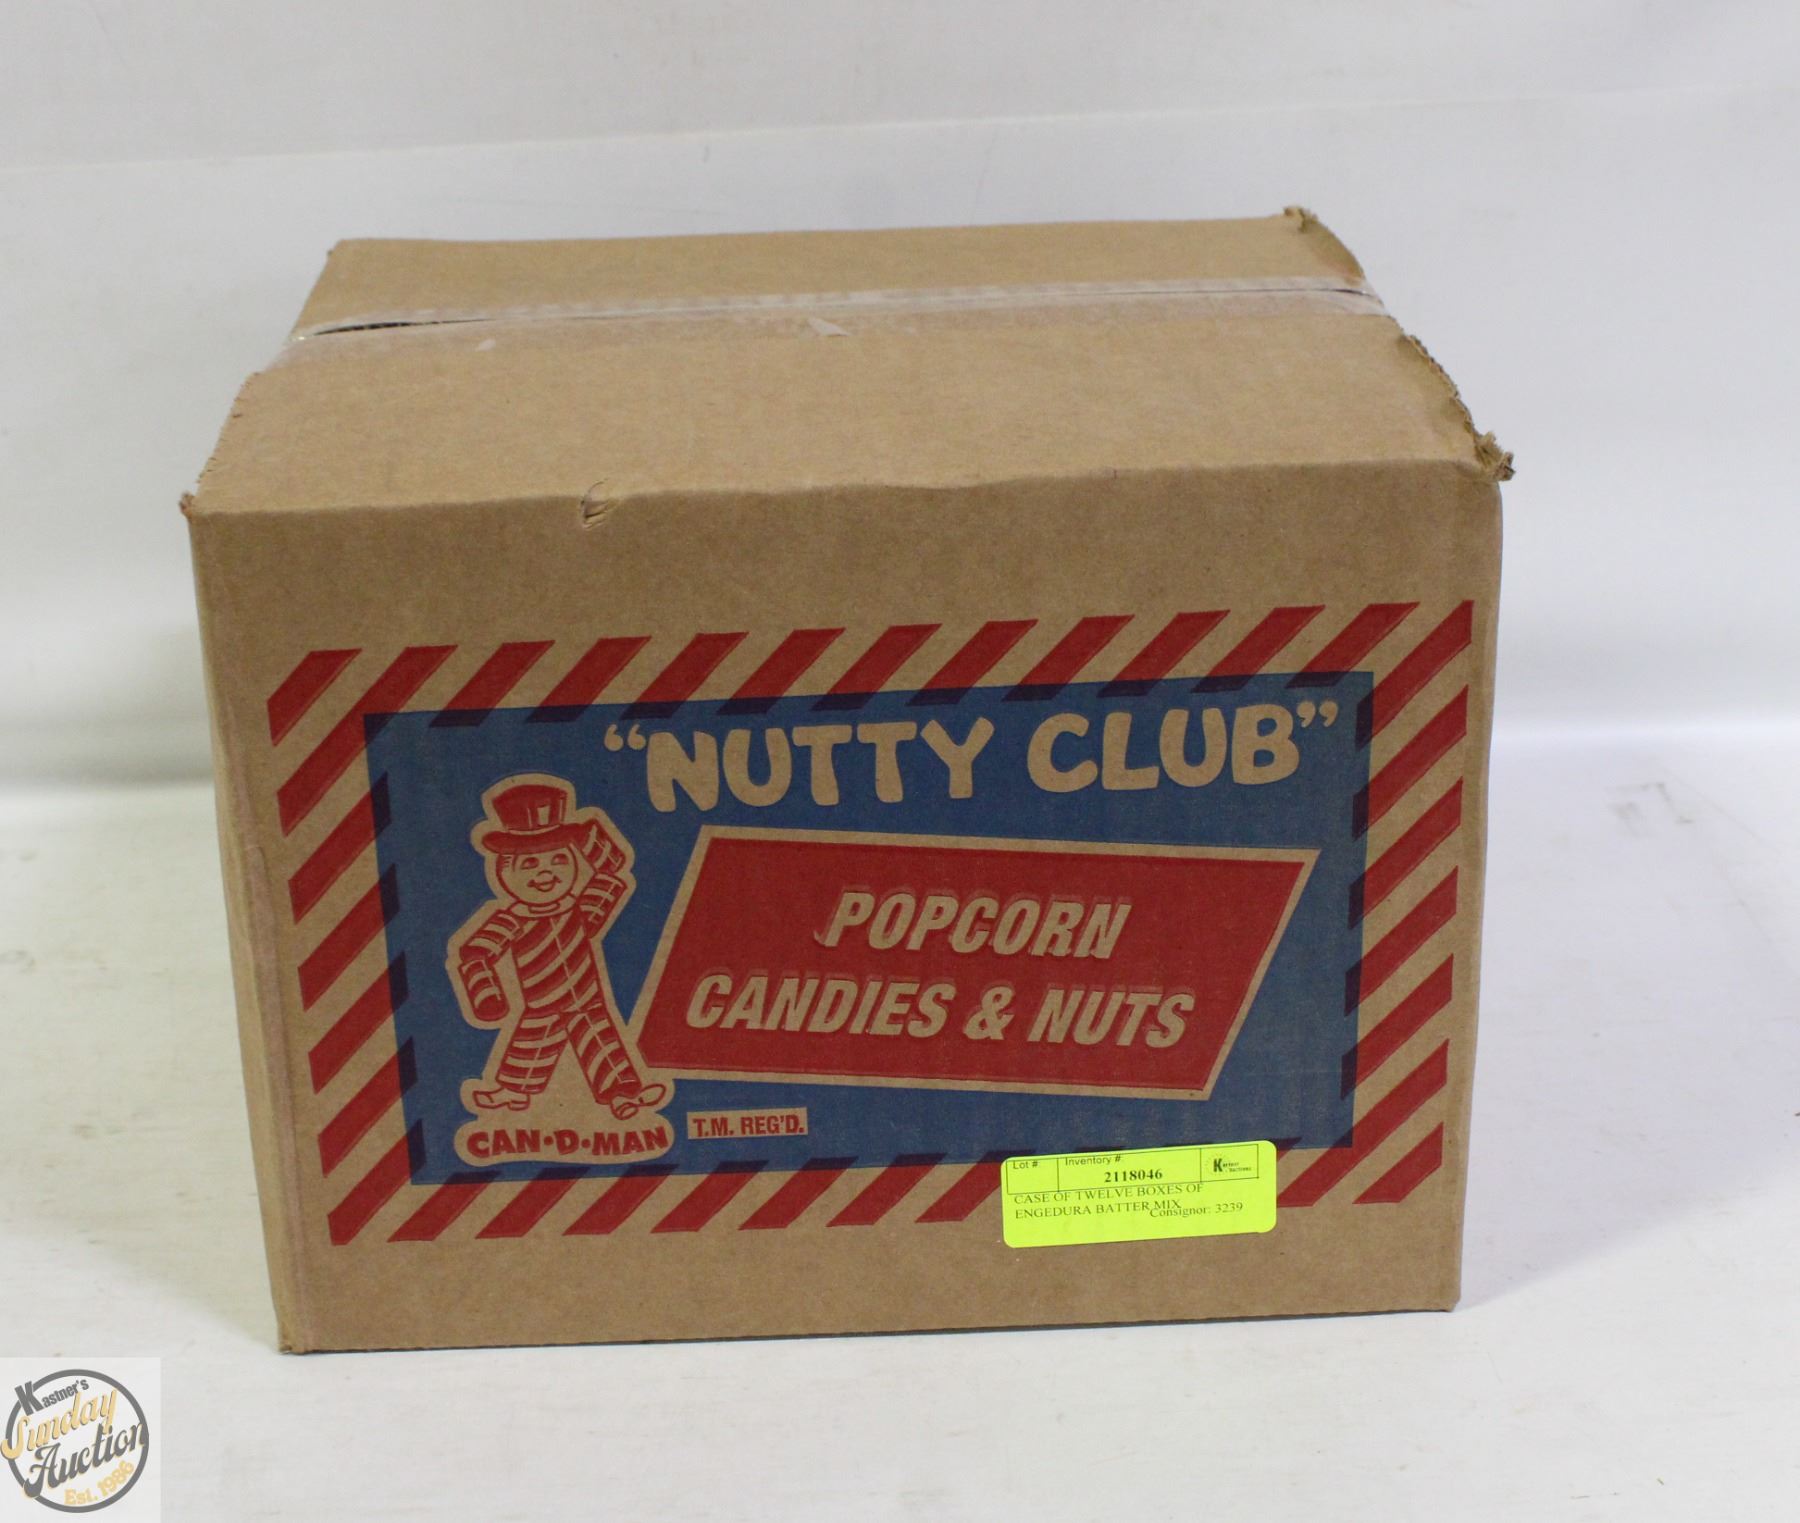 "NUTTY CLUB"
POPCORN
CANDIES & NUTS
CAN•D•MAN
T.M. REG'D.
Lot #: Inventory #:
2118046
CASE OF TWELVE BOXES OF
ENGEDURA BATTER MIX
Consignor: 3239
Kastner's
Sunday
Auction
Est. 1986